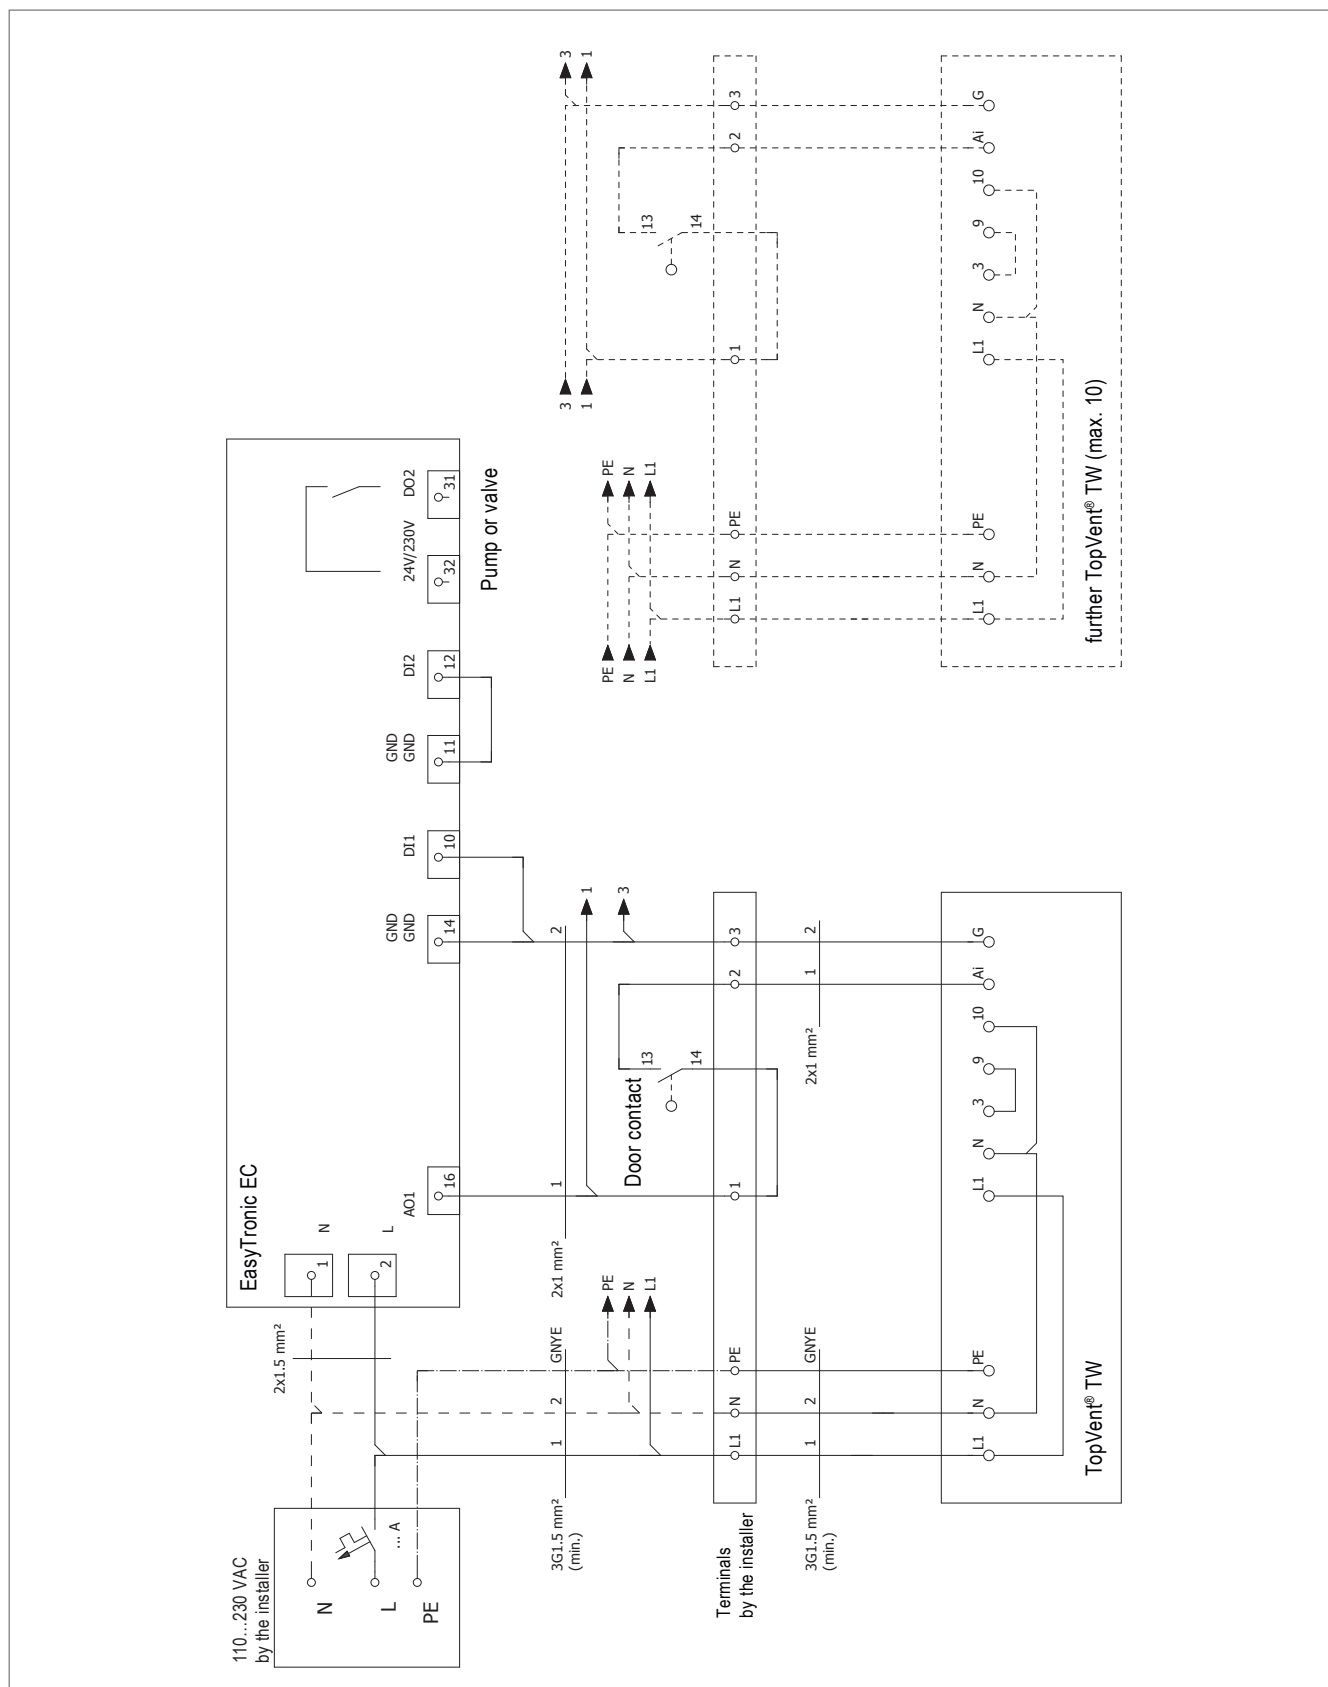 110...230 VAC
by the installer
N
L
PE
... A
2x1.5 mm²
EasyTronic EC
1
N
2
L
AO1
16
GND
GND
14
DI1
10
GND
GND
11
DI2
12
24V/230V
32
DO2
31
Pump or valve
3G1.5 mm²
(min.)
1
2
GNYE
2x1 mm²
1
2
PE
N
L1
1
3
Door contact
13
14
Terminals
by the installer
L1
N
PE
1
2
3
3G1.5 mm²
(min.)
1
2
GNYE
2x1 mm²
1
2
L1
N
PE
L1
N
3
9
10
Ai
G
TopVent® TW
PE
N
L1
PE
N
L1
3
1
3
1
13
14
L1
N
PE
1
2
3
L1
N
PE
L1
N
3
9
10
Ai
G
further TopVent® TW (max. 10)